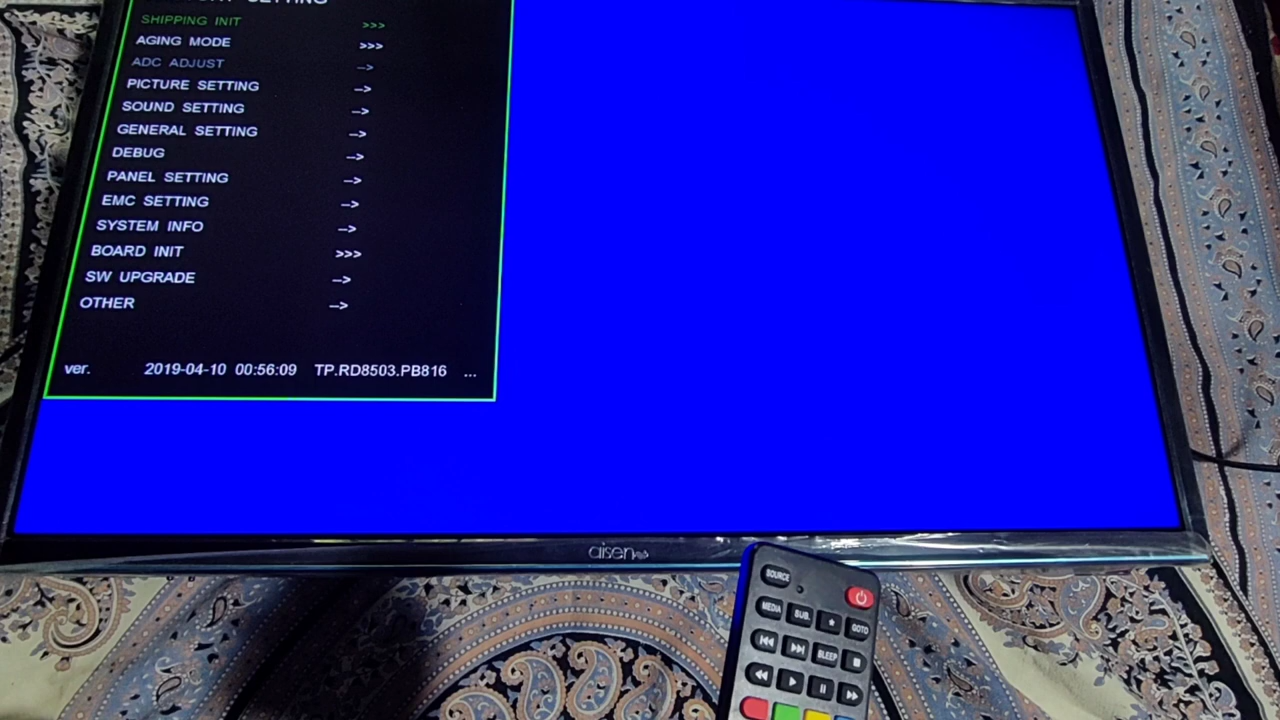 SETTING
SHIPPING INIT >>>
AGING MODE >>>
ADC ADJUST -->
PICTURE SETTING -->
SOUND SETTING -->
GENERAL SETTING -->
DEBUG -->
PANEL SETTING -->
EMC SETTING -->
SYSTEM INFO -->
BOARD INIT >>>
SW UPGRADE -->
OTHER -->
ver. 2019-04-10 00:56:09 TP.RD8503.PB816 ...
aisen
SOURCE
MEDIA SUB. * GOTO
SLEEP